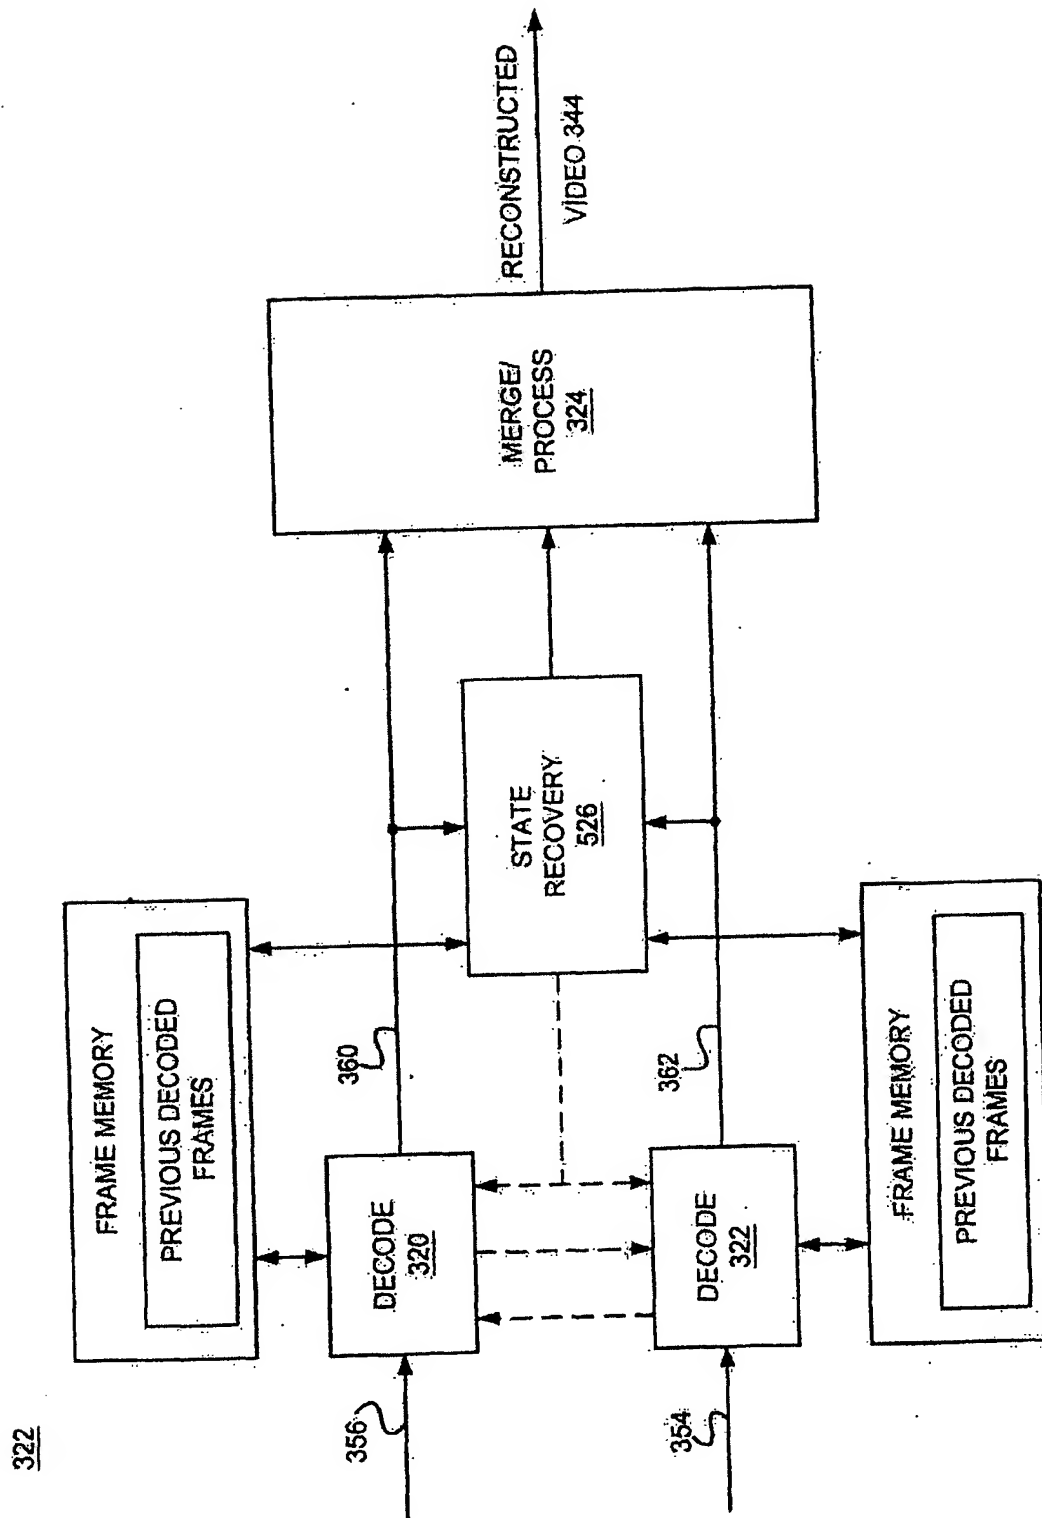 322
FRAME MEMORY
PREVIOUS DECODED
FRAMES
356
DECODE
320
360
STATE
RECOVERY
526
MERGE/
PROCESS
324
RECONSTRUCTED
VIDEO 344
354
DECODE
322
362
FRAME MEMORY
PREVIOUS DECODED
FRAMES